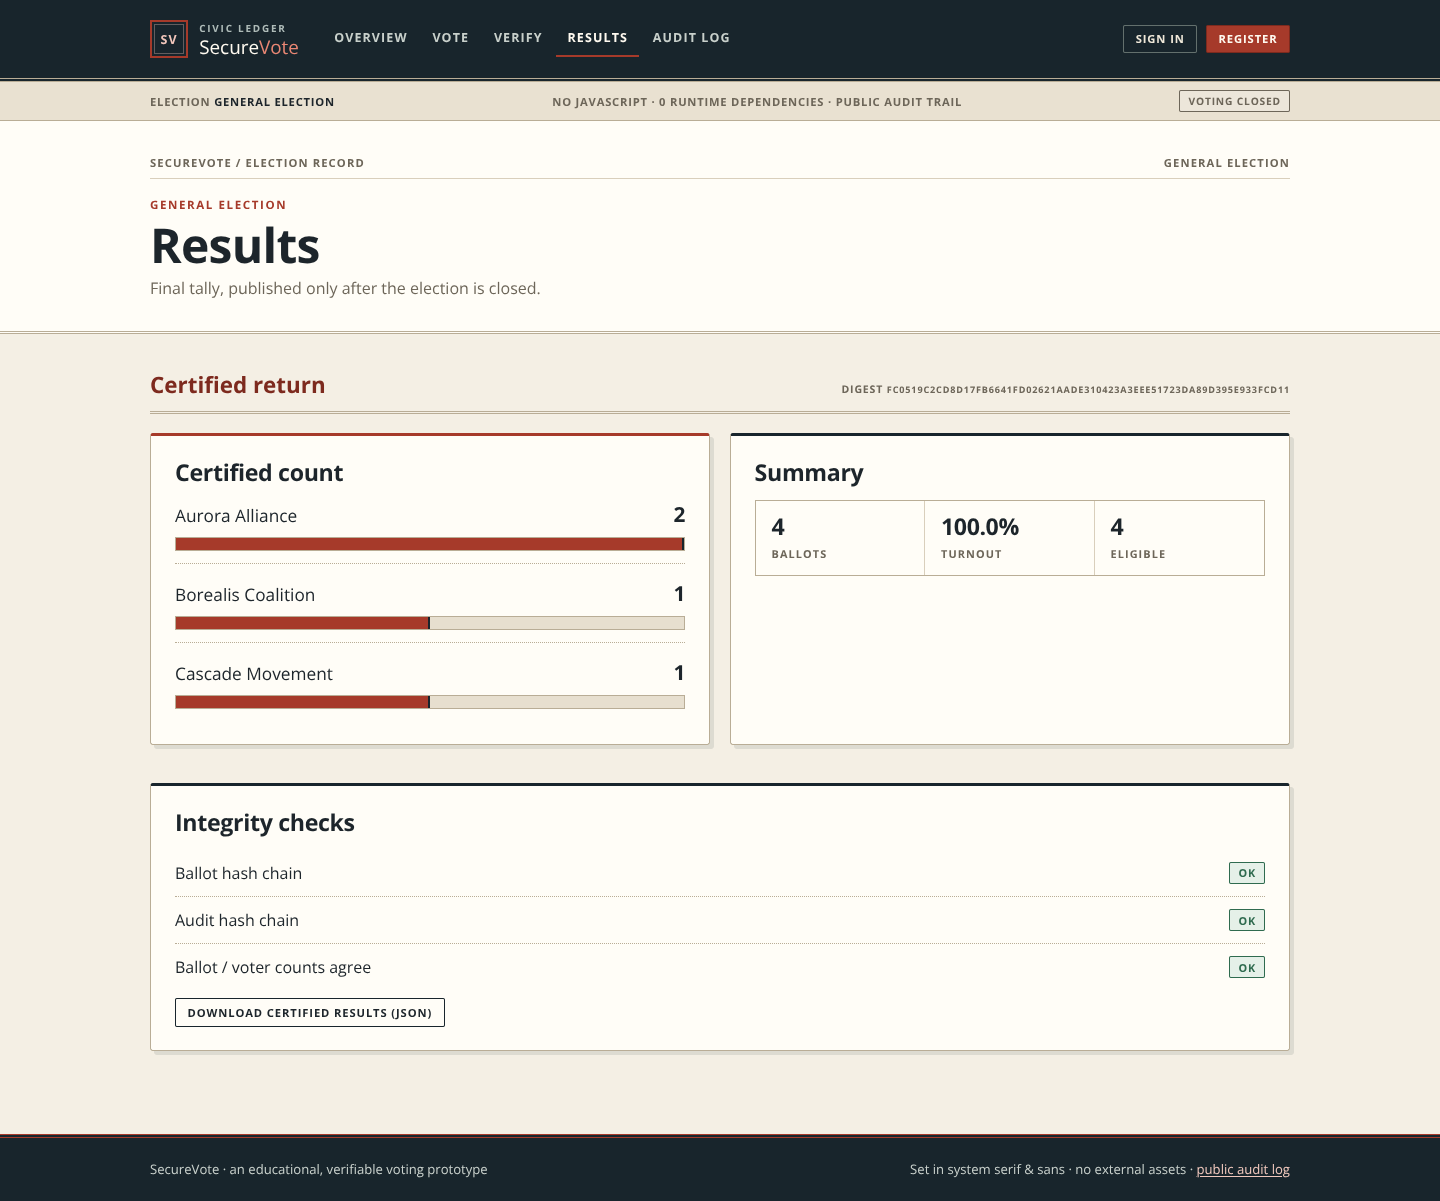 SV
CIVIC LEDGER
SecureVote
OVERVIEW VOTE VERIFY RESULTS AUDIT LOG
SIGN IN REGISTER
ELECTION GENERAL ELECTION
NO JAVASCRIPT · 0 RUNTIME DEPENDENCIES · PUBLIC AUDIT TRAIL
VOTING CLOSED
SECUREVOTE / ELECTION RECORD
GENERAL ELECTION
GENERAL ELECTION
Results
Final tally, published only after the election is closed.
Certified return
DIGEST FC0519C2CD8D17FB6641FD02621AADE310423A3EEE51723DA89D395E933FCD11
Certified count
Aurora Alliance 2
Borealis Coalition 1
Cascade Movement 1
Summary
4 100.0% 4
BALLOTS TURNOUT ELIGIBLE
Integrity checks
Ballot hash chain OK
Audit hash chain OK
Ballot / voter counts agree OK
DOWNLOAD CERTIFIED RESULTS (JSON)
SecureVote · an educational, verifiable voting prototype
Set in system serif & sans · no external assets · public audit log